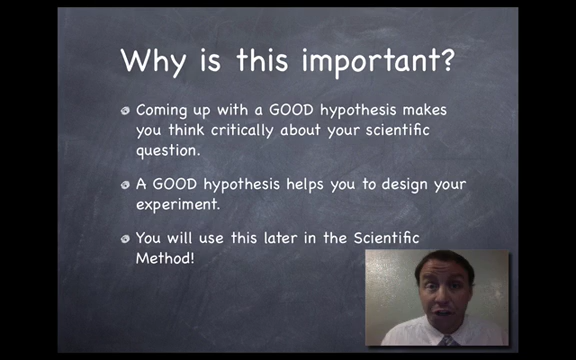 Why is this important?
Coming up with a GOOD hypothesis makes
you think critically about your scientific
question.
A GOOD hypothesis helps you to design your
experiment.
You will use this later in the Scientific
Method!